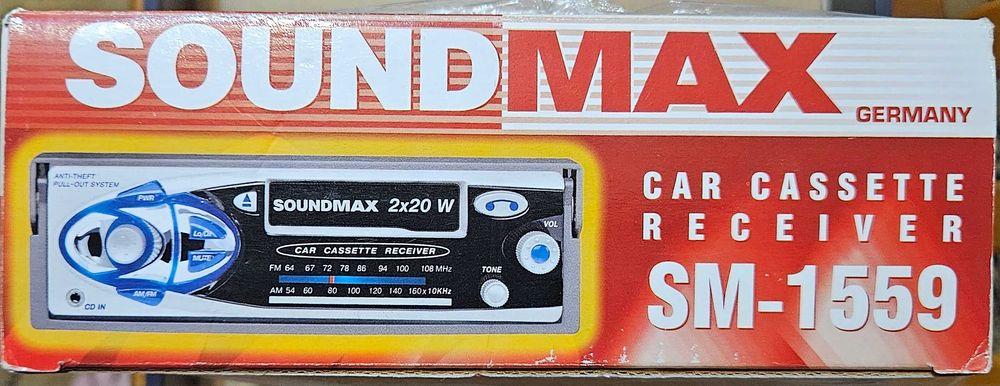 SOUNDMAX
GERMANY
ANTI-THEFT
PULL-OUT SYSTEM
PWR
Lo/Dx
MUTE
AM/FM
CD IN
SOUNDMAX 2x20 W
CAR CASSETTE RECEIVER
FM 64 67 72 78 86 94 100 108 MHz
AM 54 60 80 100 120 140 160 x 10KHz
VOL
TONE
CAR CASSETTE
RECEIVER
SM-1559